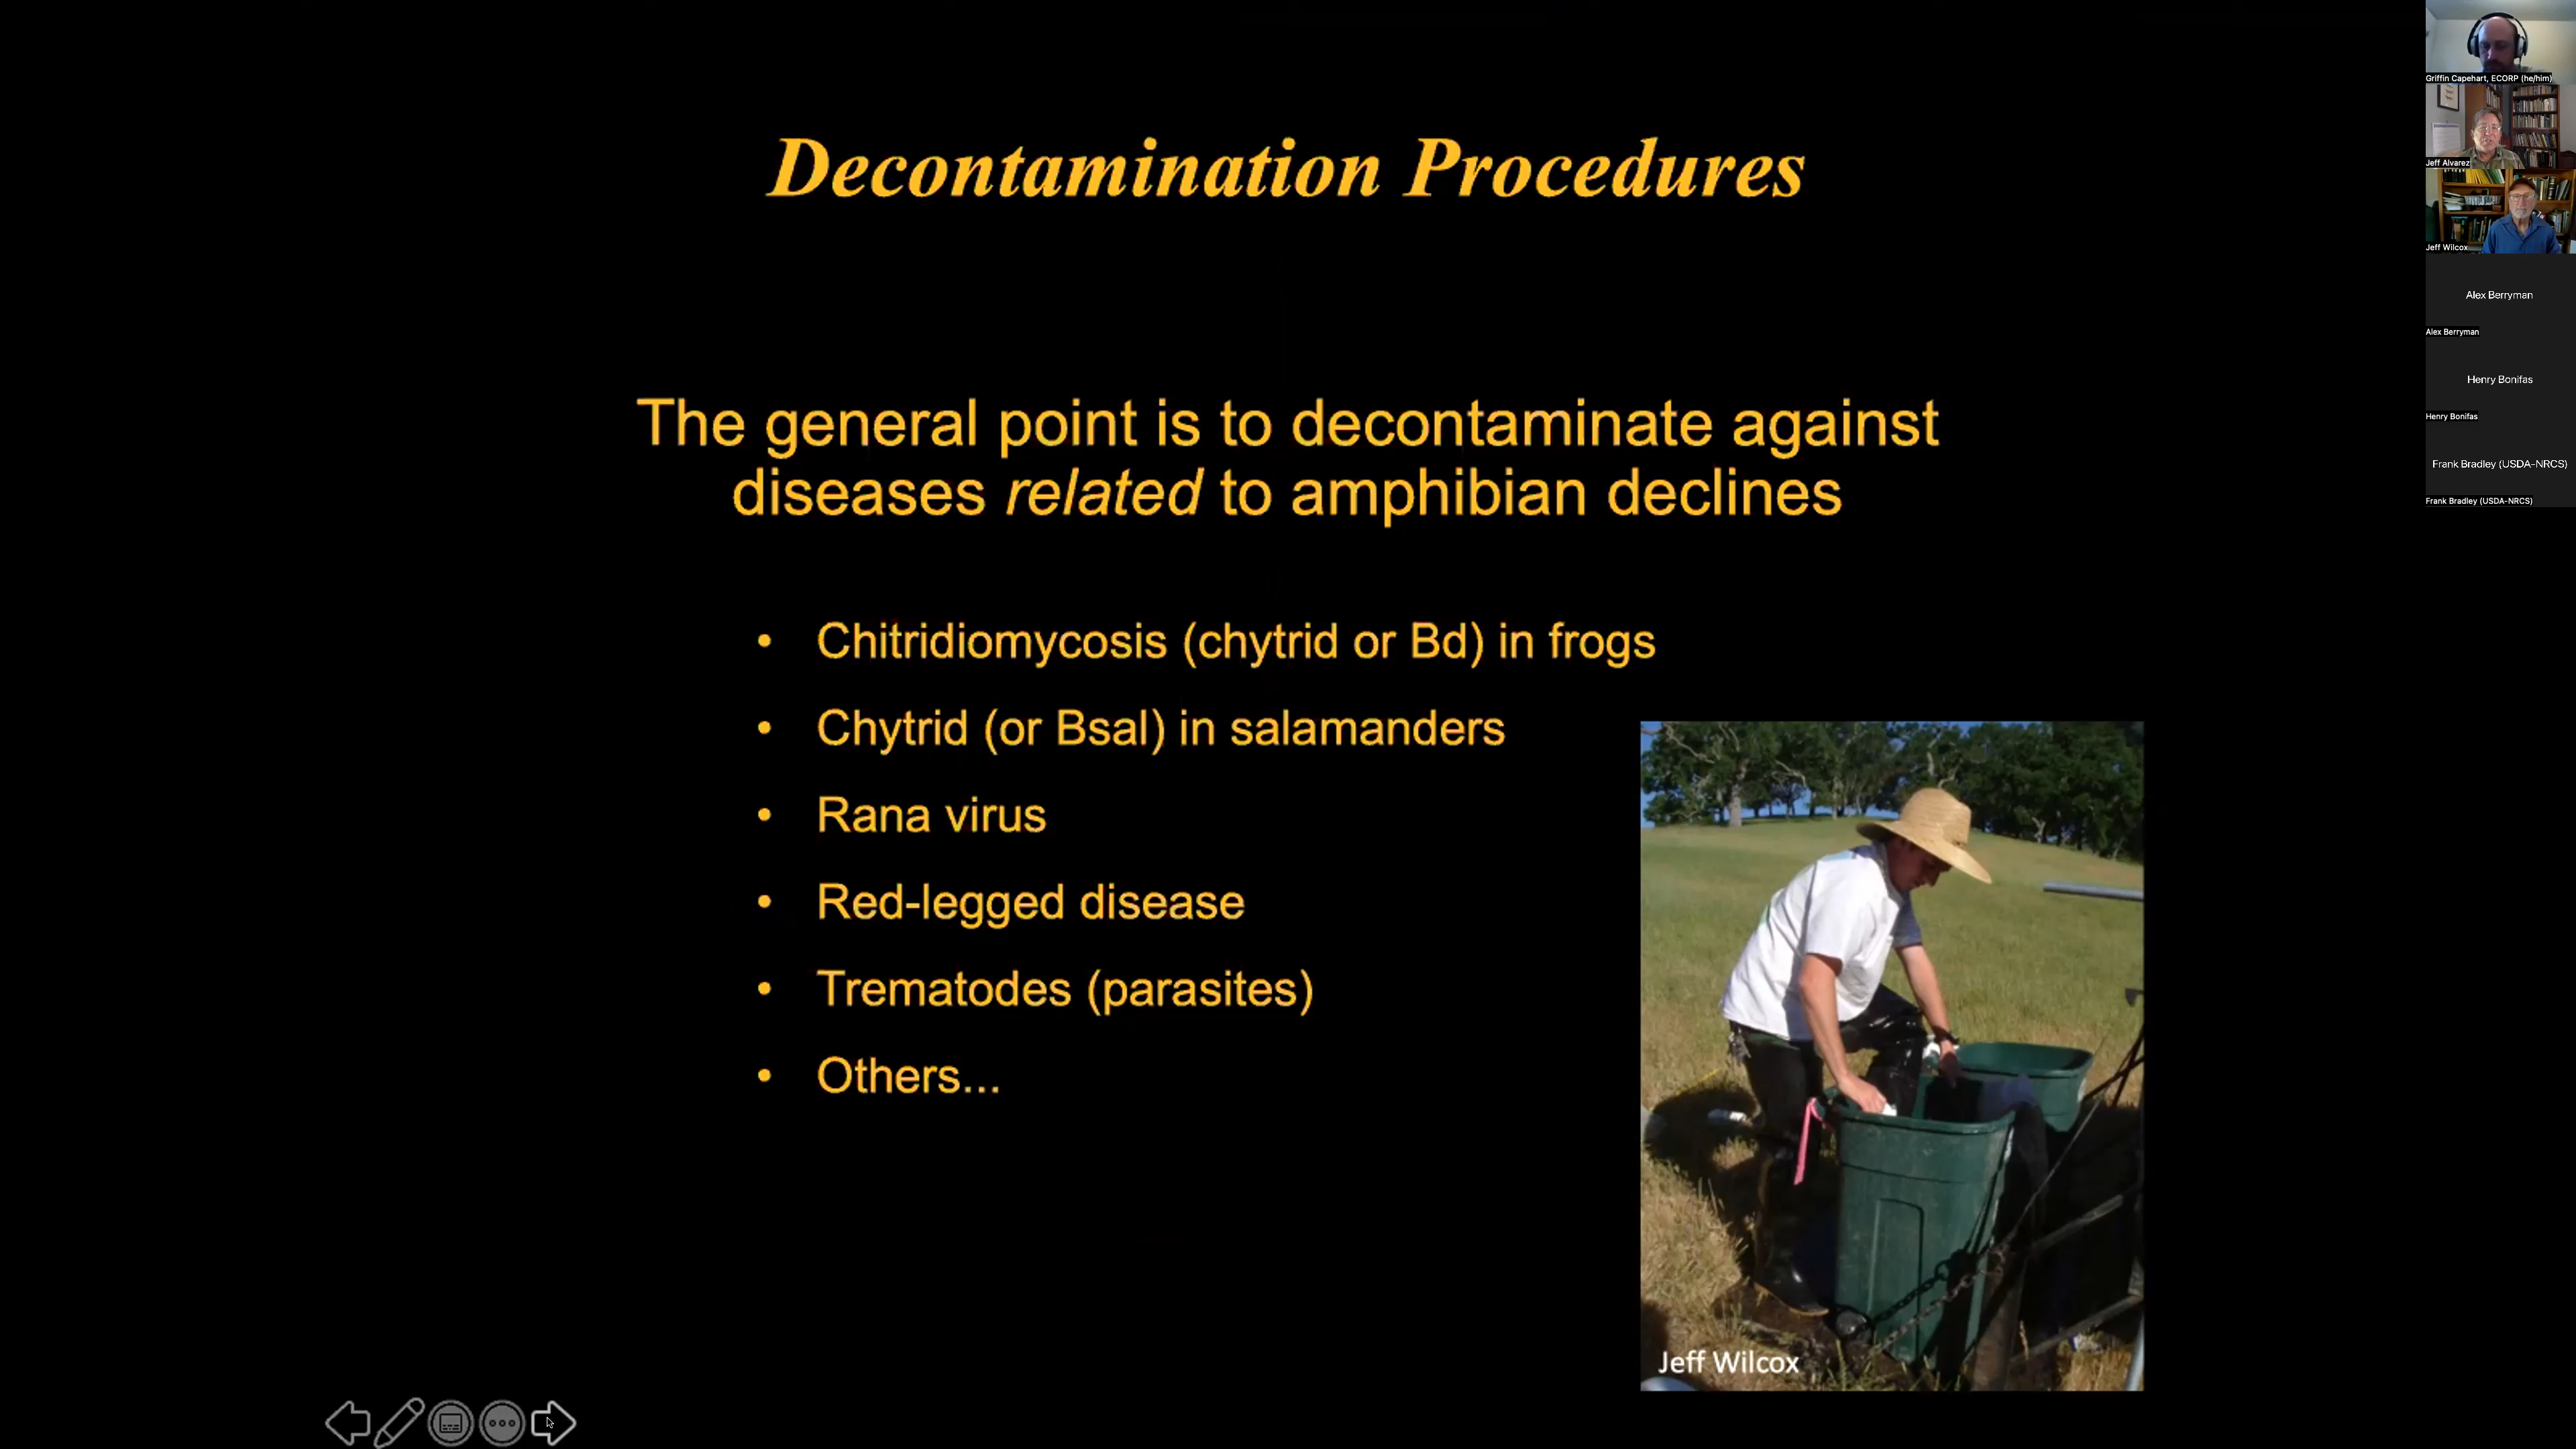 Decontamination Procedures
The general point is to decontaminate against
diseases related to amphibian declines
• Chitridiomycosis (chytrid or Bd) in frogs
• Chytrid (or Bsal) in salamanders
• Rana virus
• Red-legged disease
• Trematodes (parasites)
• Others...
Jeff Wilcox
Griffin Capehart, ECORP (he/him)
Jeff Alvarez
Jeff Wilcox
Alex Berryman
Alex Berryman
Henry Bonifas
Henry Bonifas
Frank Bradley (USDA-NRCS)
Frank Bradley (USDA-NRCS)